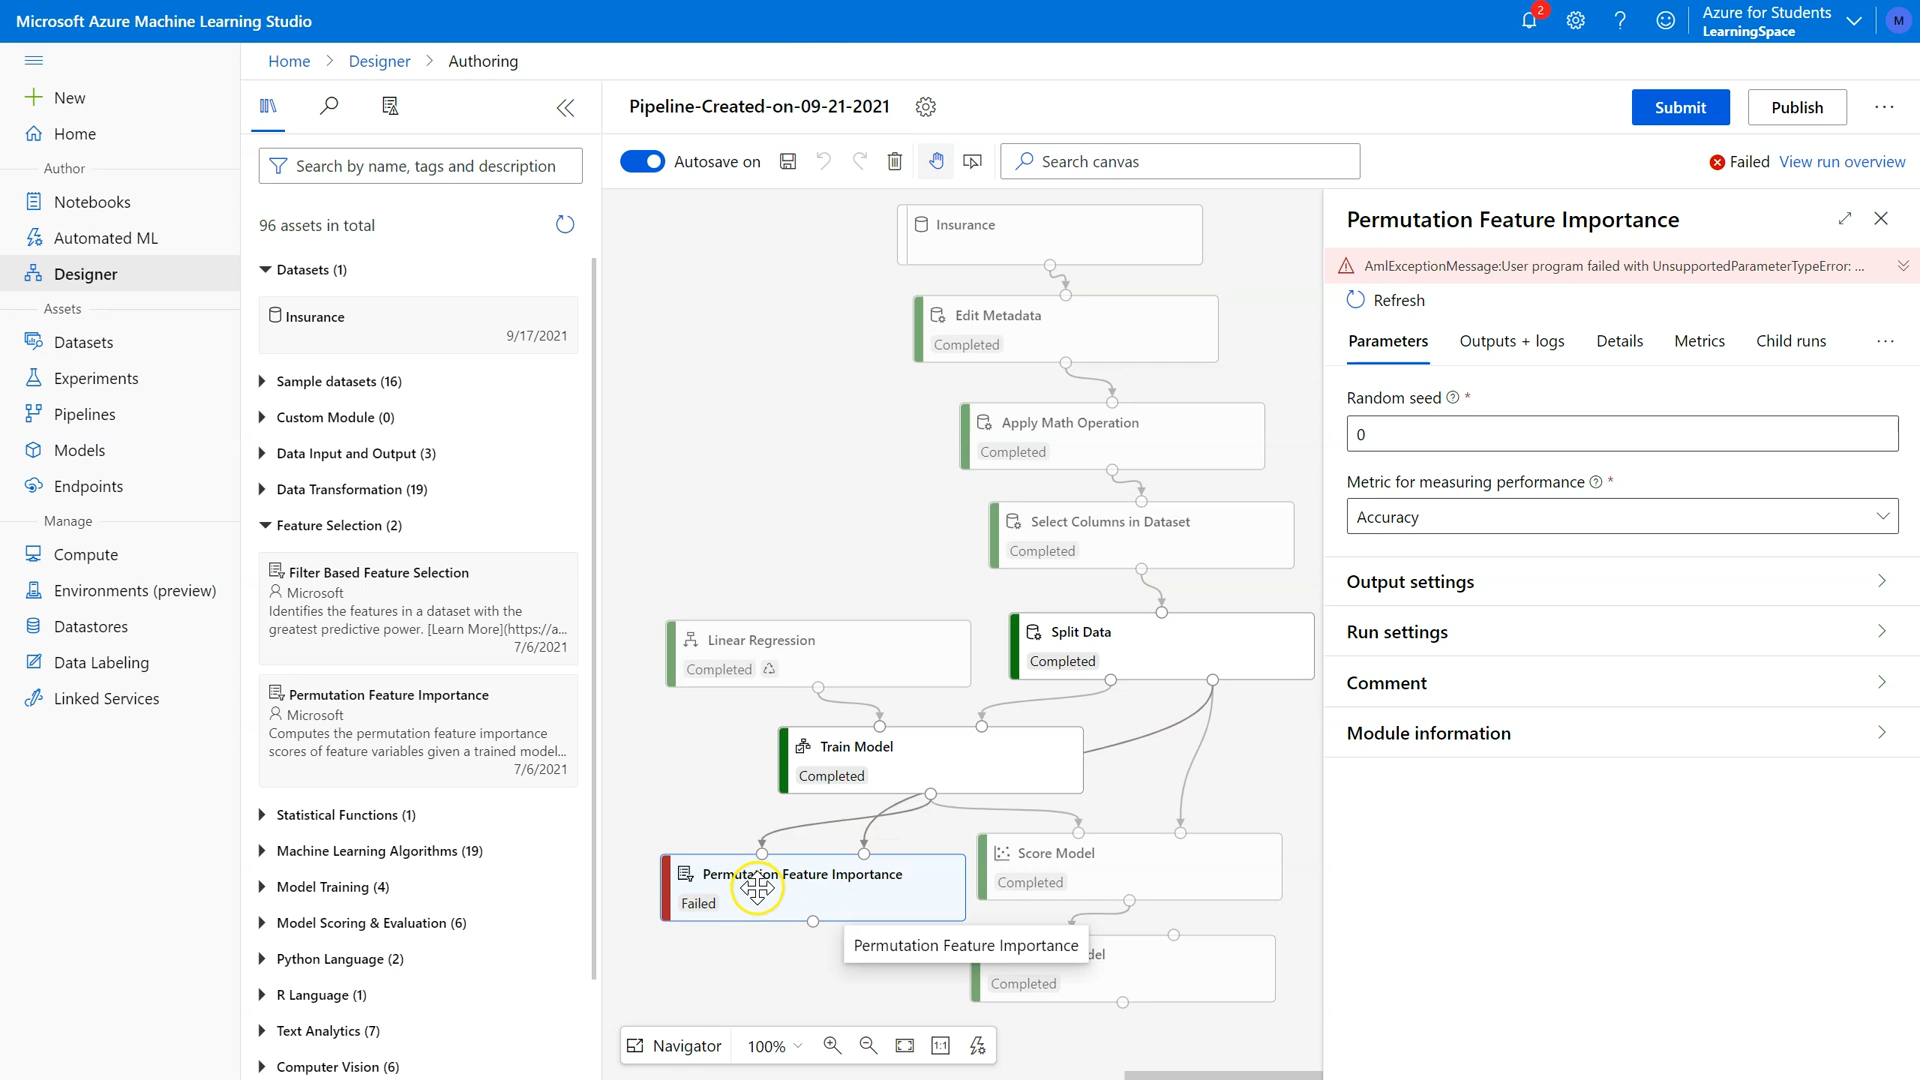 Microsoft Azure Machine Learning Studio
2
Azure for Students
LearningSpace
M
Home
Designer
Authoring
New
Home
Author
Notebooks
Automated ML
Designer
Assets
Datasets
Experiments
Pipelines
Models
Endpoints
Manage
Compute
Environments (preview)
Datastores
Data Labeling
Linked Services
Search by name, tags and description
96 assets in total
Datasets (1)
Insurance
9/17/2021
Sample datasets (16)
Custom Module (0)
Data Input and Output (3)
Data Transformation (19)
Feature Selection (2)
Filter Based Feature Selection
Microsoft
Identifies the features in a dataset with the
greatest predictive power. [Learn More](https://a...
7/6/2021
Permutation Feature Importance
Microsoft
Computes the permutation feature importance
scores of feature variables given a trained model...
7/6/2021
Statistical Functions (1)
Machine Learning Algorithms (19)
Model Training (4)
Model Scoring & Evaluation (6)
Python Language (2)
R Language (1)
Text Analytics (7)
Computer Vision (6)
Pipeline-Created-on-09-21-2021
Submit
Publish
Autosave on
Search canvas
Failed View run overview
Insurance
Edit Metadata
Completed
Apply Math Operation
Completed
Select Columns in Dataset
Completed
Linear Regression
Completed
Split Data
Completed
Train Model
Completed
Permutation Feature Importance
Failed
Score Model
Completed
Permutation Feature Importance
del
Completed
Navigator
100%
1:1
Permutation Feature Importance
AmlExceptionMessage:User program failed with UnsupportedParameterTypeError: ...
Refresh
Parameters
Outputs + logs
Details
Metrics
Child runs
Random seed *
0
Metric for measuring performance *
Accuracy
Output settings
Run settings
Comment
Module information